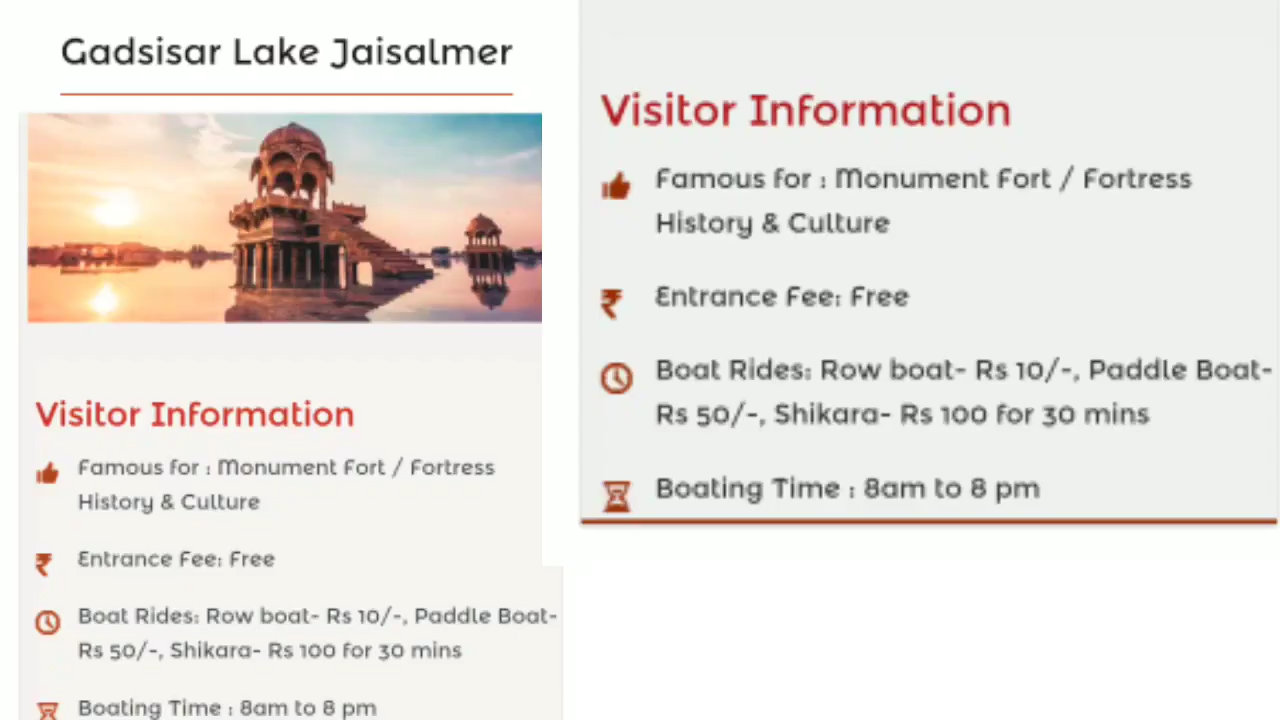 Gadsisar Lake Jaisalmer
Visitor Information
Famous for : Monument Fort / Fortress
History & Culture
Entrance Fee: Free
Boat Rides: Row boat- Rs 10/-, Paddle Boat-
Rs 50/-, Shikara- Rs 100 for 30 mins
Boating Time : 8am to 8 pm
Visitor Information
Famous for : Monument Fort / Fortress
History & Culture
Entrance Fee: Free
Boat Rides: Row boat- Rs 10/-, Paddle Boat-
Rs 50/-, Shikara- Rs 100 for 30 mins
Boating Time : 8am to 8 pm